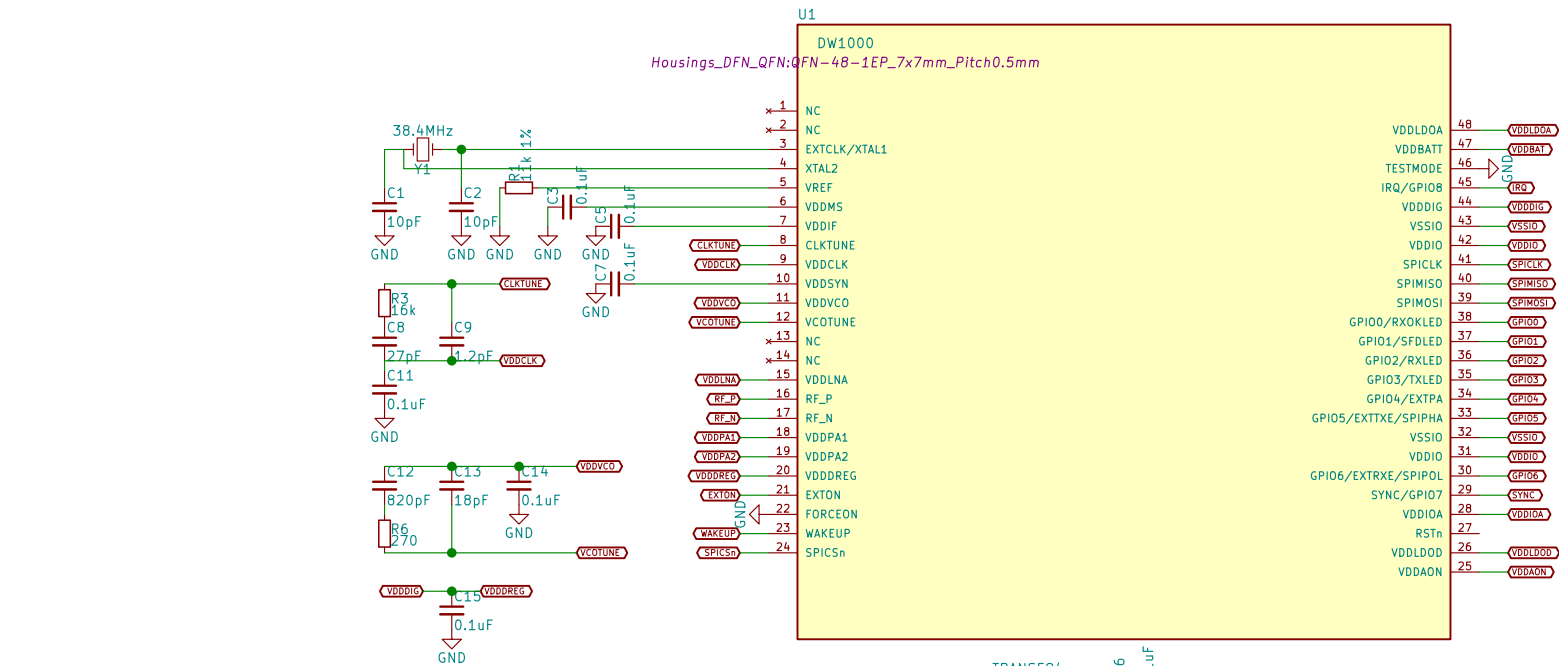 U1
DW1000
Housings_DFN_QFN:QFN-48-1EP_7x7mm_Pitch0.5mm
1 NC
2 NC
3 EXTCLK/XTAL1
4 XTAL2
5 VREF
6 VDDMS
7 VDDIF
CLKTUNE 8 CLKTUNE
VDDCLK 9 VDDCLK
10 VDDSYN
VDDVCO 11 VDDVCO
VCOTUNE 12 VCOTUNE
13 NC
14 NC
VDDLNA 15 VDDLNA
RF_P 16 RF_P
RF_N 17 RF_N
VDDPA1 18 VDDPA1
VDDPA2 19 VDDPA2
VDDDREG 20 VDDDREG
EXTON 21 EXTON
GND 22 FORCEON
WAKEUP 23 WAKEUP
SPICSn 24 SPICSn
VDDLDOA 48 VDDLDOA
VDDBATT 47 VDDBAT
TESTMODE 46 GND
IRQ/GPIO8 45 IRQ
VDDDIG 44 VDDDIG
VSSIO 43 VSSIO
VDDIO 42 VDDIO
SPICLK 41 SPICLK
SPIMISO 40 SPIMISO
SPIMOSI 39 SPIMOSI
GPIO0/RXOKLED 38 GPIO0
GPIO1/SFDLED 37 GPIO1
GPIO2/RXLED 36 GPIO2
GPIO3/TXLED 35 GPIO3
GPIO4/EXTPA 34 GPIO4
GPIO5/EXTTXE/SPIPHA 33 GPIO5
VSSIO 32 VSSIO
VDDIO 31 VDDIO
GPIO6/EXTRXE/SPIPOL 30 GPIO6
SYNC/GPIO7 29 SYNC
VDDIOA 28 VDDIOA
RSTn 27
VDDLDOD 26 VDDLDOD
VDDAON 25 VDDAON
38.4MHz
Y1
R1
11k 1%
C3
0.1uF
C5
0.1uF
C7
0.1uF
C1
10pF
C2
10pF
GND GND GND GND GND
GND
CLKTUNE
R3
16k
C8
27pF
C9
1.2pF
VDDCLK
C11
0.1uF
GND
VDDVCO
C12
820pF
C13
18pF
C14
0.1uF
GND
R6
270
VCOTUNE
VDDDIG VDDDREG
C15
0.1uF
GND